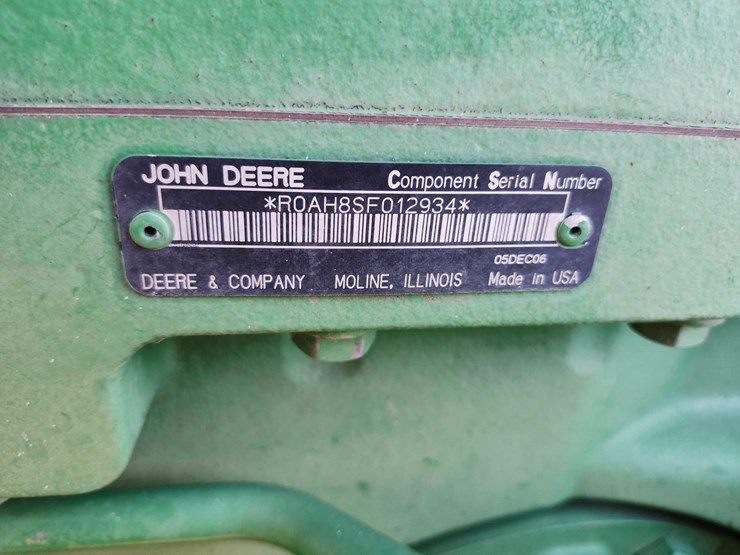 JOHN DEERE Component Serial Number
*R0AH8SF012934*
05DEC06
DEERE & COMPANY MOLINE, ILLINOIS Made in USA